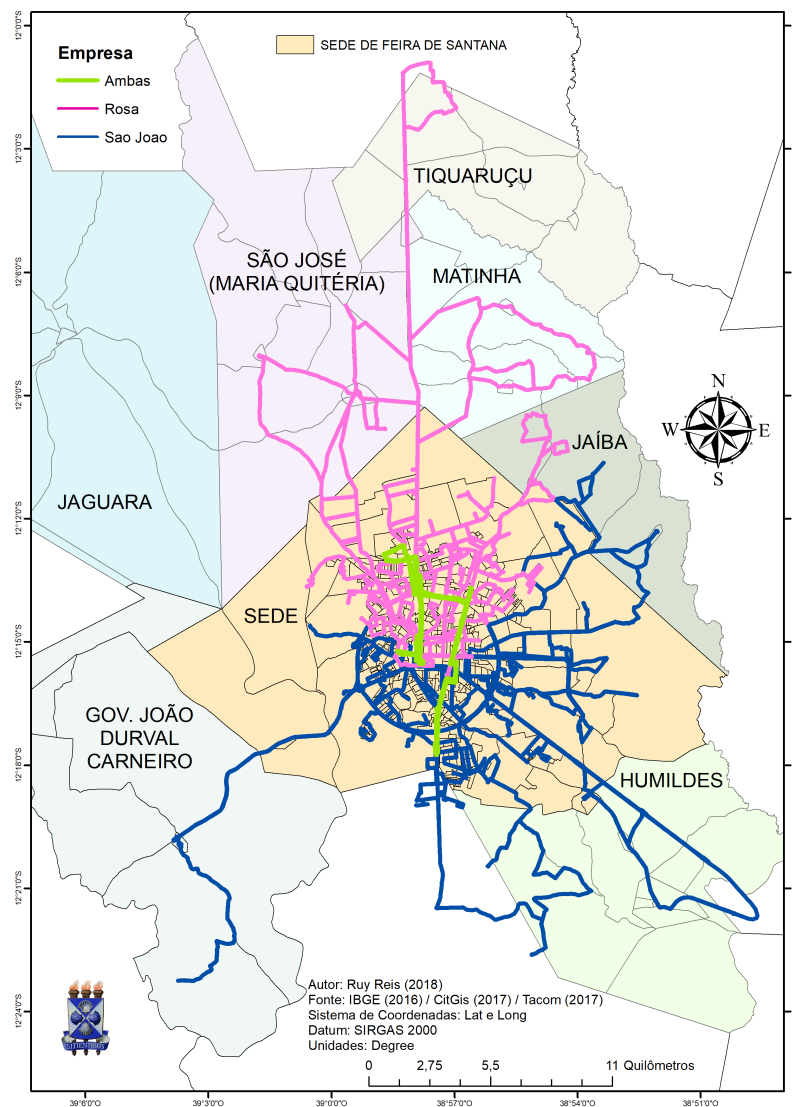 Empresa
Ambas
Rosa
Sao Joao
SEDE DE FEIRA DE SANTANA
TIQUARUÇU
SÃO JOSÉ
(MARIA QUITÉRIA)
MATINHA
N
W
E
S
JAÍBA
JAGUARA
SEDE
GOV. JOÃO
DURVAL
CARNEIRO
HUMILDES
Autor: Ruy Reis (2018)
Fonte: IBGE (2016) / CitGis (2017) / Tacom (2017)
Sistema de Coordenadas: Lat e Long
Datum: SIRGAS 2000
Unidades: Degree
0 2,75 5,5 11 Quilômetros
12°0'0"S
12°3'0"S
12°6'0"S
12°9'0"S
12°12'0"S
12°15'0"S
12°18'0"S
12°21'0"S
12°24'0"S
39°6'0"O 39°3'0"O 39°0'0"O 38°57'0"O 38°54'0"O 38°51'0"O